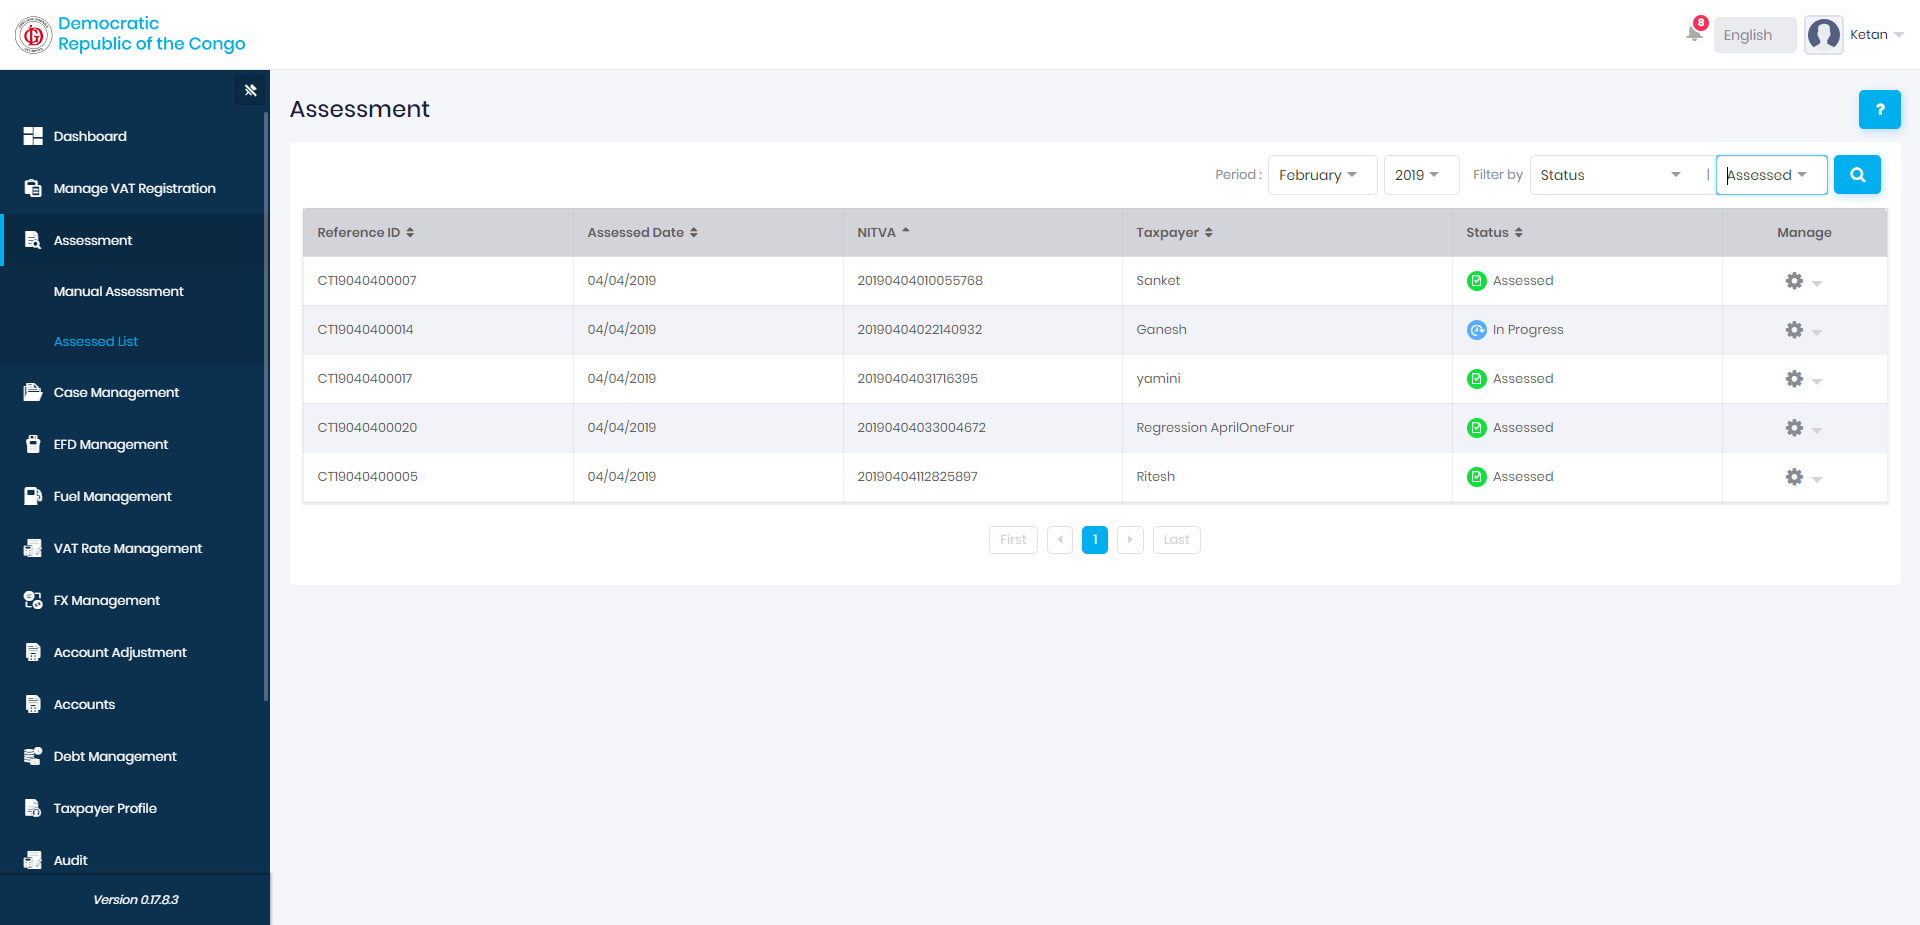 Democratic
Republic of the Congo
8
English
Ketan
Dashboard
Manage VAT Registration
Assessment
Manual Assessment
Assessed List
Case Management
EFD Management
Fuel Management
VAT Rate Management
FX Management
Account Adjustment
Accounts
Debt Management
Taxpayer Profile
Audit
Version 0.17.8.3
Assessment
?
Period : February 2019 Filter by Status | Assessed
Reference ID Assessed Date NITVA Taxpayer Status Manage
CT19040400007 04/04/2019 20190404010055768 Sanket Assessed
CT19040400014 04/04/2019 20190404022140932 Ganesh In Progress
CT19040400017 04/04/2019 20190404031716395 yamini Assessed
CT19040400020 04/04/2019 20190404033004672 Regression AprilOneFour Assessed
CT19040400005 04/04/2019 20190404112825897 Ritesh Assessed
First 1 Last